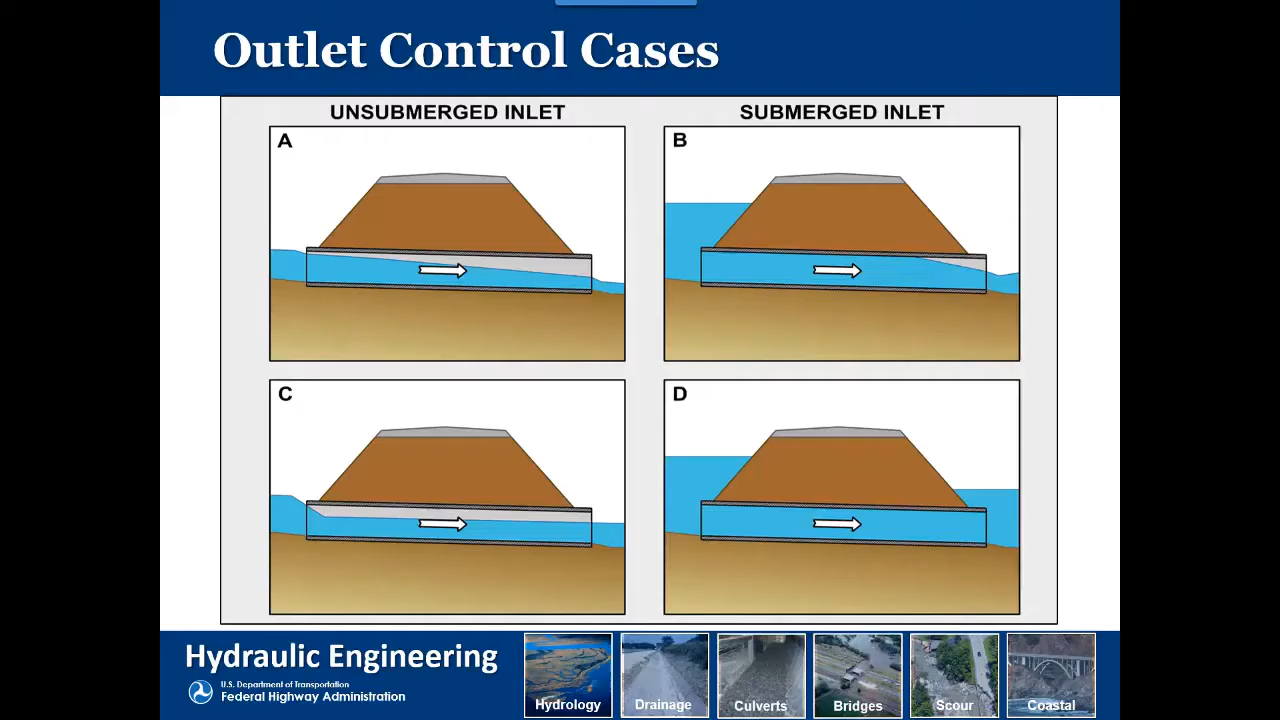 Outlet Control Cases
UNSUBMERGED INLET
SUBMERGED INLET
A
B
C
D
Hydraulic Engineering
U.S. Department of Transportation
Federal Highway Administration
Hydrology
Drainage
Culverts
Bridges
Scour
Coastal